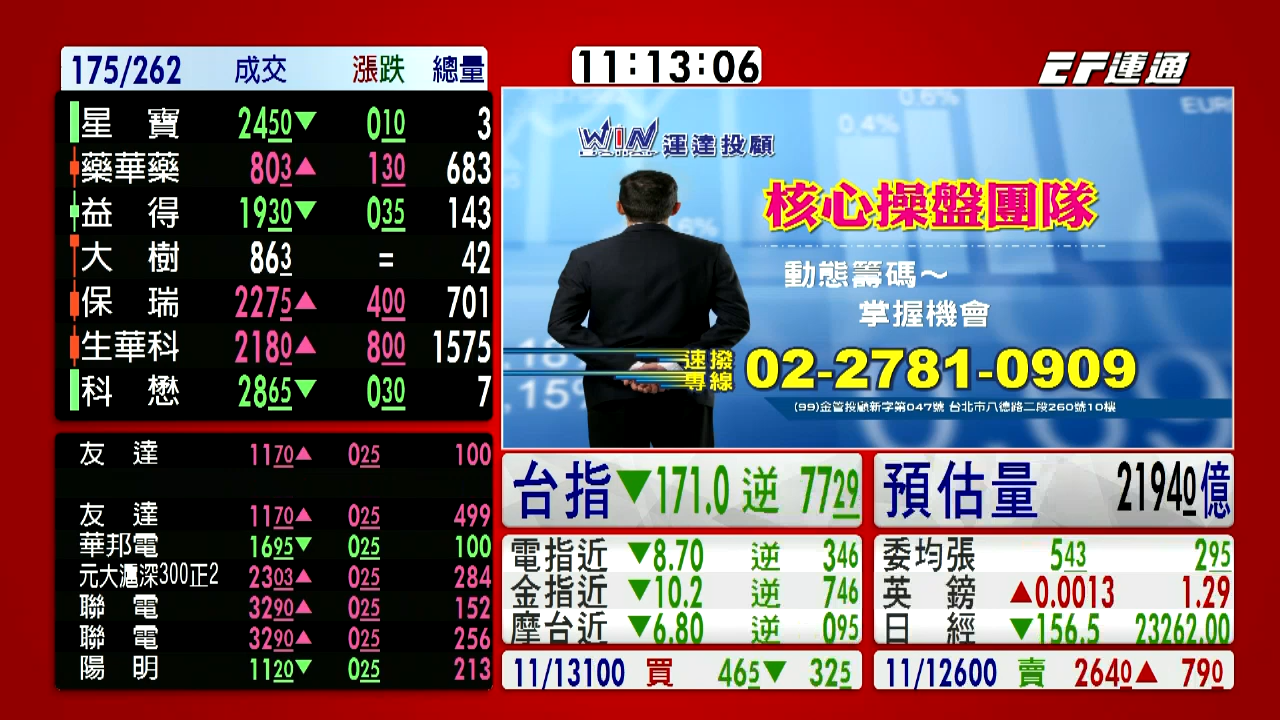 175/262 成交 漲跌 總量
星寶 2450▼ 010 3
藥華藥 803▲ 130 683
益得 1930▼ 035 143
大樹 863 = 42
保瑞 2275▲ 400 701
生華科 2180▲ 800 1575
科懋 2865▼ 030 7
友達 1170▲ 025 100
友達 1170▲ 025 499
華邦電 1695▼ 025 100
元大滬深300正2 2303▲ 025 284
聯電 3290▲ 025 152
聯電 3290▲ 025 256
陽明 1120▼ 025 213
11:13:06
EF運通
WIN 運達投顧
核心操盤團隊
動態籌碼~
掌握機會
速撥專線 02-2781-0909
(99)金管投顧新字第047號 台北市八德路二段260號10樓
0.6%
0.4%
EUR
台指 ▼171.0 逆 7729
預估量 21940億
電指近 ▼8.70 逆 346
金指近 ▼10.2 逆 746
摩台近 ▼6.80 逆 095
委均張 543 295
英鎊 ▲0.0013 1.29
日經 ▼156.5 23262.00
11/13100 買 465▼ 325
11/12600 賣 2640▲ 790